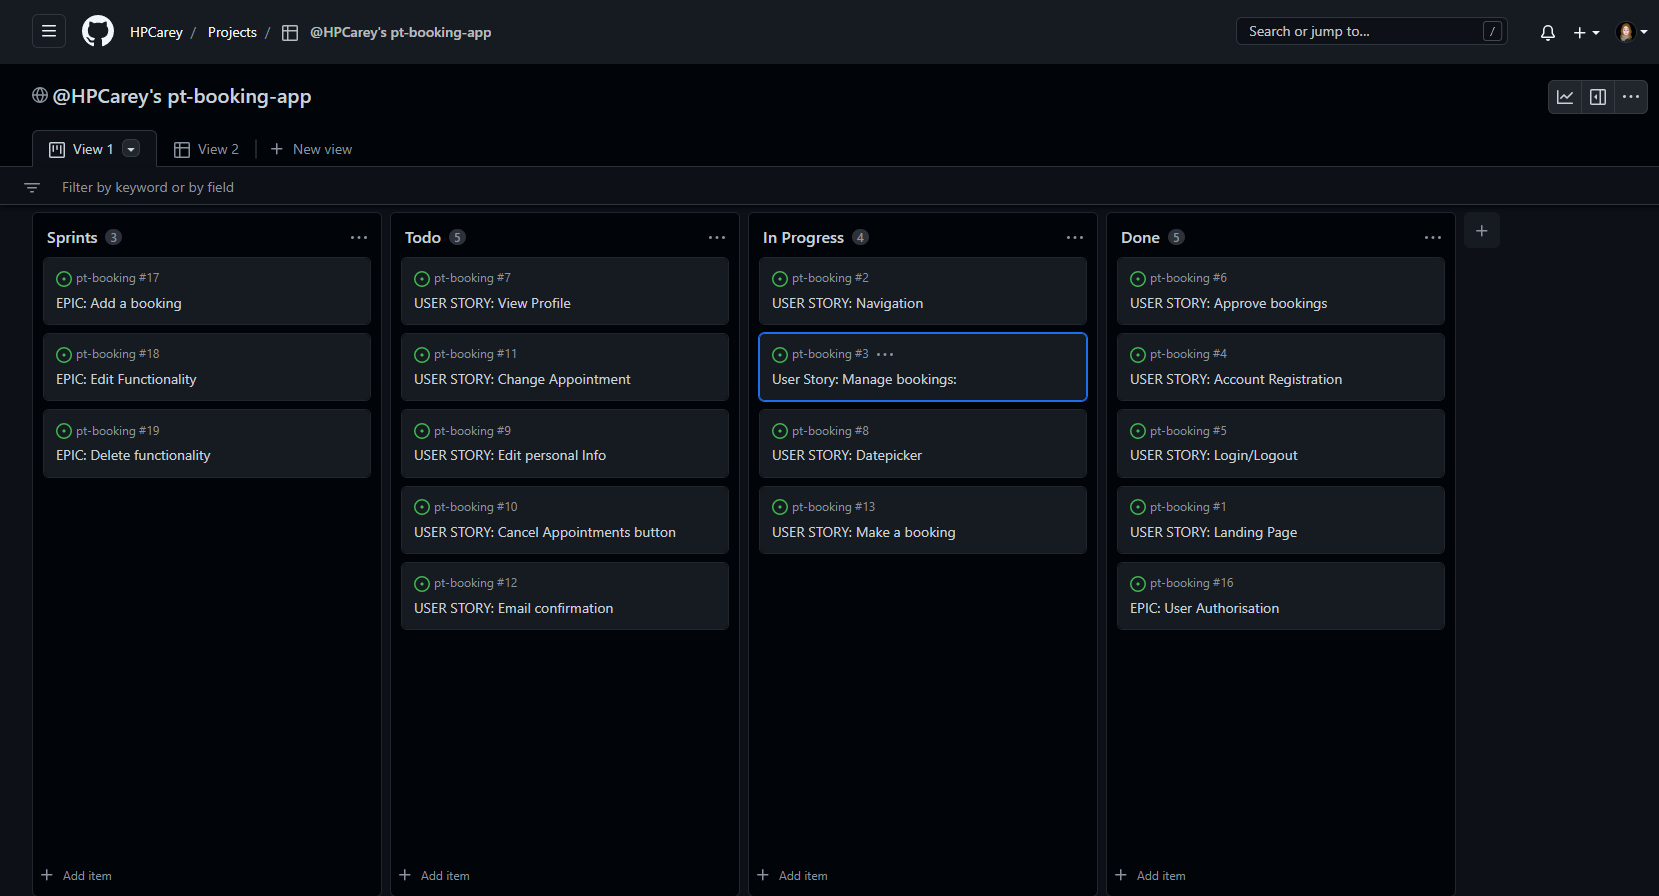 HPCarey / Projects / @HPCarey's pt-booking-app
Search or jump to... /
@HPCarey's pt-booking-app
View 1
View 2
New view
Filter by keyword or by field
Sprints 3
pt-booking #17
EPIC: Add a booking
pt-booking #18
EPIC: Edit Functionality
pt-booking #19
EPIC: Delete functionality
Add item
Todo 5
pt-booking #7
USER STORY: View Profile
pt-booking #11
USER STORY: Change Appointment
pt-booking #9
USER STORY: Edit personal Info
pt-booking #10
USER STORY: Cancel Appointments button
pt-booking #12
USER STORY: Email confirmation
Add item
In Progress 4
pt-booking #2
USER STORY: Navigation
pt-booking #3
User Story: Manage bookings:
pt-booking #8
USER STORY: Datepicker
pt-booking #13
USER STORY: Make a booking
Add item
Done 5
pt-booking #6
USER STORY: Approve bookings
pt-booking #4
USER STORY: Account Registration
pt-booking #5
USER STORY: Login/Logout
pt-booking #1
USER STORY: Landing Page
pt-booking #16
EPIC: User Authorisation
Add item